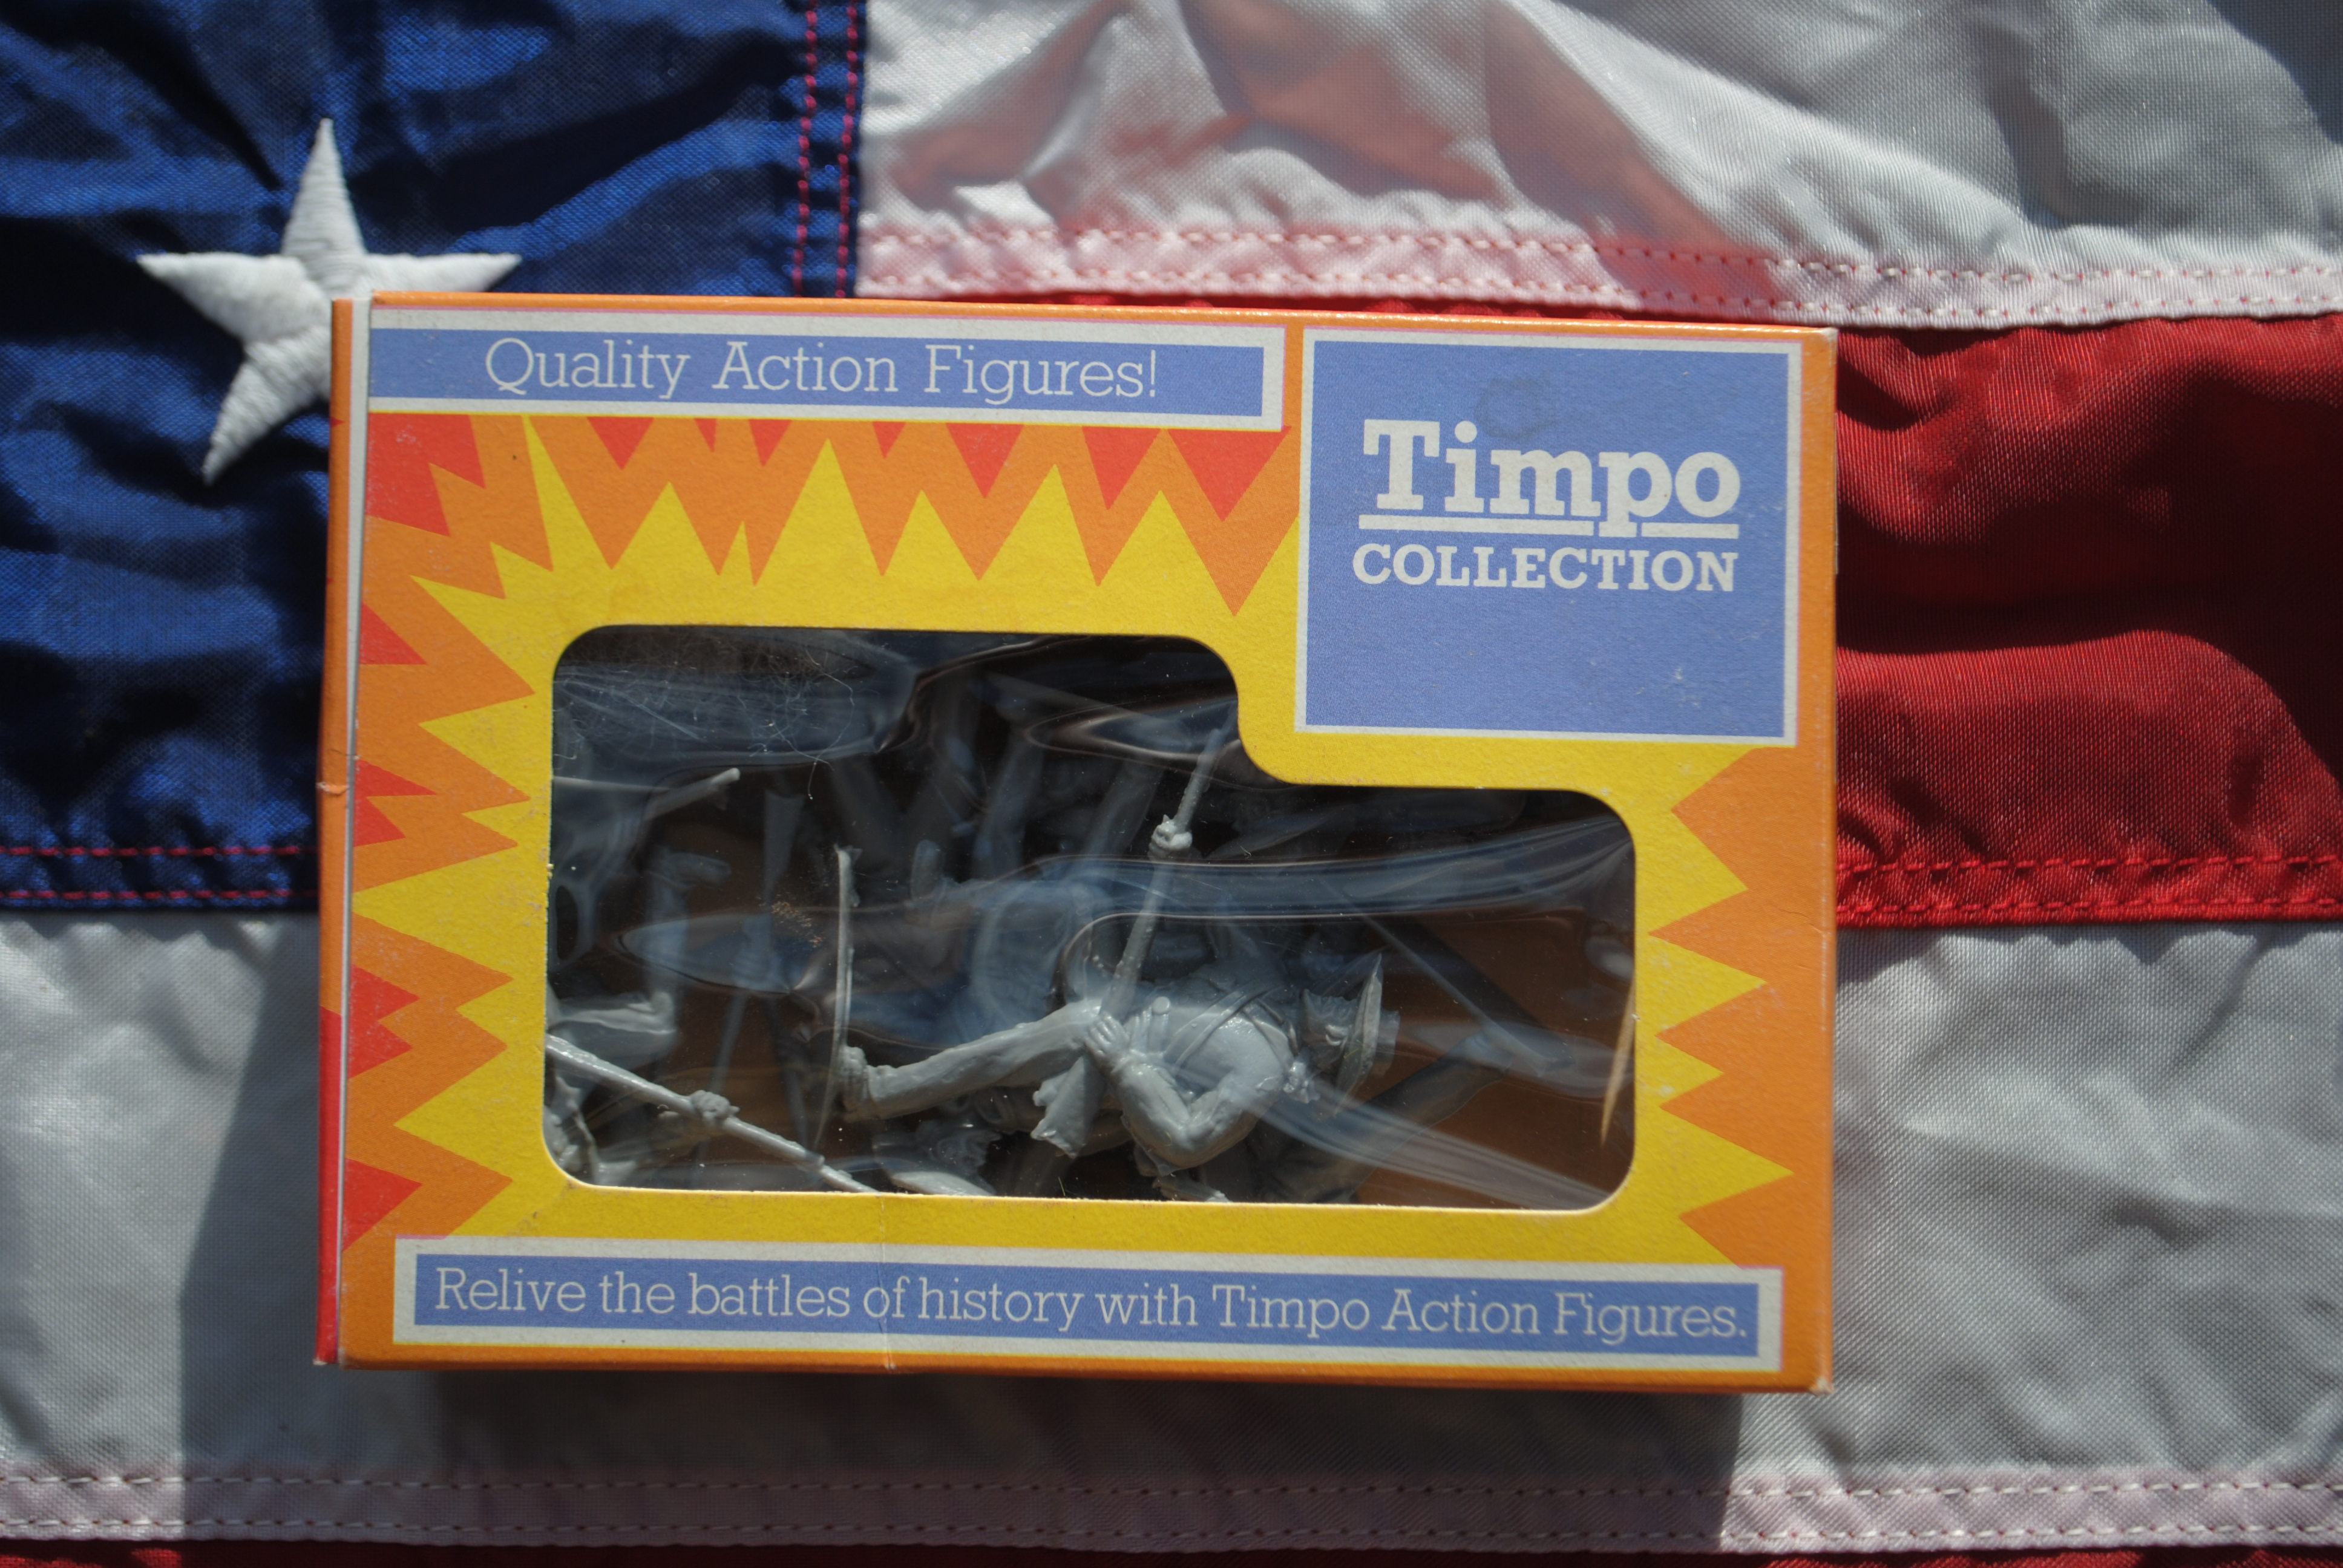 Quality Action Figures!
Timpo
COLLECTION
Relive the battles of history with Timpo Action Figures.